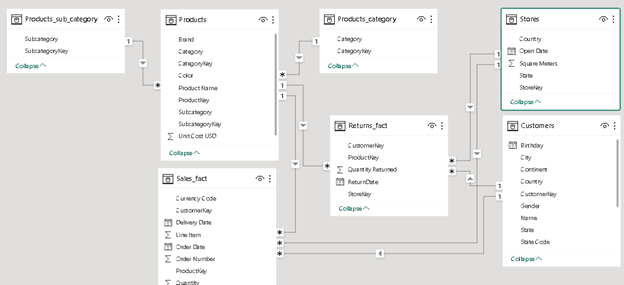 Products_sub_category
Subcategory
SubcategoryKey
Collapse
Products
Brand
Category
CategoryKey
Color
Product Name
ProductKey
Subcategory
SubcategoryKey
Unit Cost USD
Collapse
Products_category
Category
CategoryKey
Collapse
Stores
Country
Open Date
Square Meters
State
StoreKey
Collapse
Returns_fact
CustomerKey
ProductKey
Quantity Returned
ReturnDate
StoreKey
Collapse
Customers
Birthday
City
Continent
Country
CustomerKey
Gender
Name
State
State Code
Collapse
Sales_fact
Currency Code
CustomerKey
Delivery Date
Line Item
Order Date
Order Number
ProductKey
Quantity
1
*
1
*
1
1
*
*
*
*
*
*
1
1
1
1